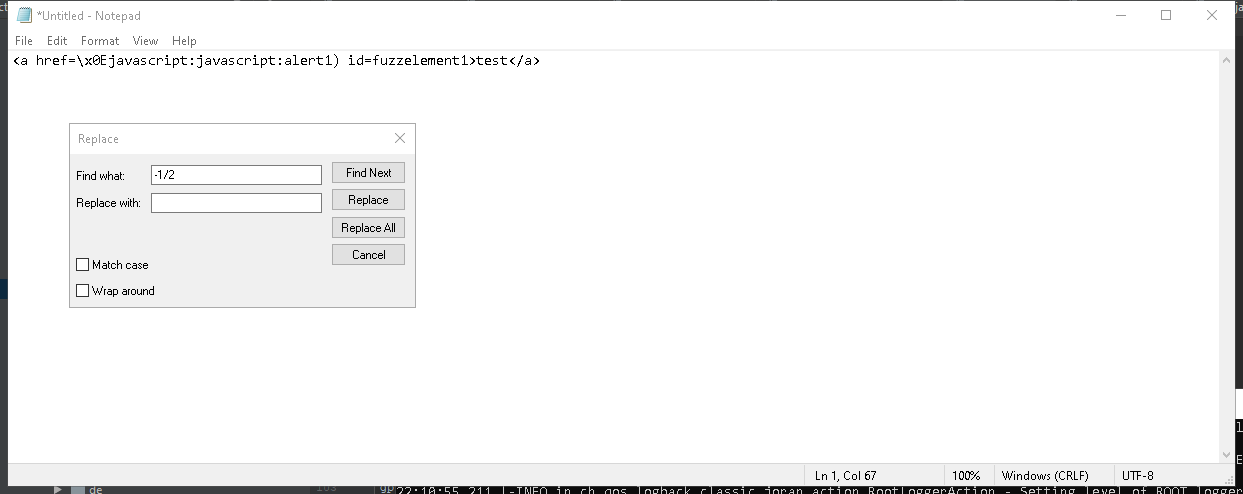 *Untitled - Notepad
File Edit Format View Help
<a href=\x0Ejavascript:javascript:alert1) id=fuzzelement1>test</a>
Replace
Find what: -1/2 Find Next
Replace with: Replace
Replace All
Cancel
Match case
Wrap around
Ln 1, Col 67 100% Windows (CRLF) UTF-8
de 22:10:55,211 |-INFO in ch.qos.logback.classic.joran.action.RootLoggerAction - Setting level of ROOT logger